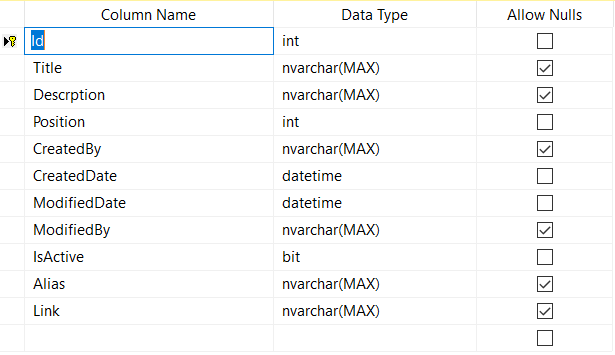 Column Name Data Type Allow Nulls
Id int
Title nvarchar(MAX)
Descrption nvarchar(MAX)
Position int
CreatedBy nvarchar(MAX)
CreatedDate datetime
ModifiedDate datetime
ModifiedBy nvarchar(MAX)
IsActive bit
Alias nvarchar(MAX)
Link nvarchar(MAX)